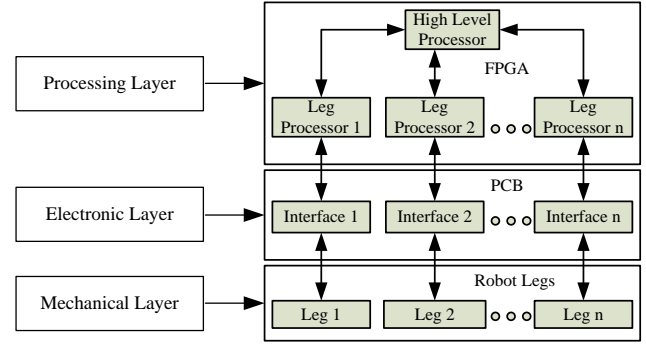 High Level
Processor
FPGA
Processing Layer
Leg
Processor 1
Leg
Processor 2
Leg
Processor n
PCB
Electronic Layer
Interface 1
Interface 2
Interface n
Robot Legs
Mechanical Layer
Leg 1
Leg 2
Leg n